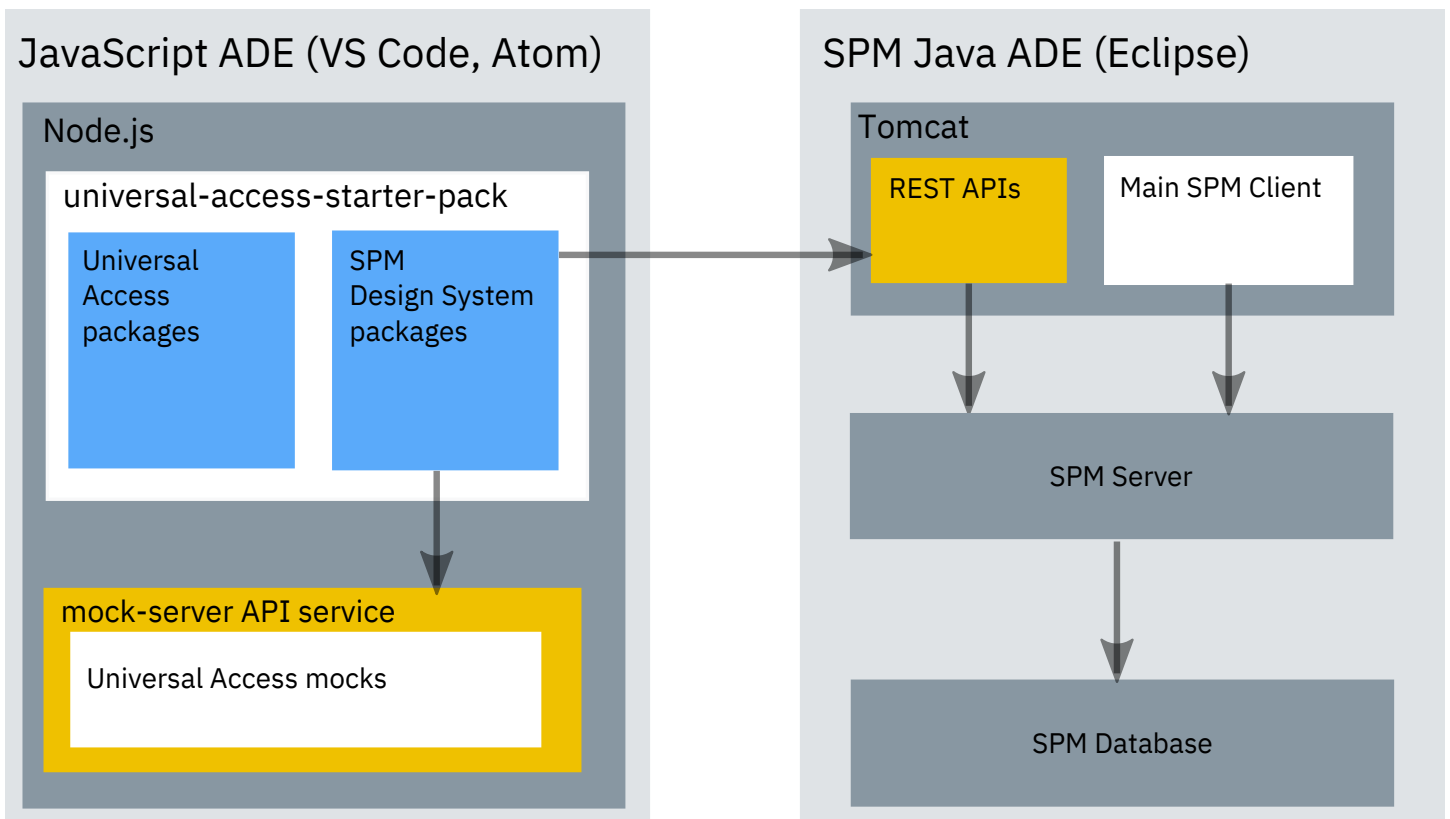 JavaScript ADE (VS Code, Atom)
Node.js
universal-access-starter-pack
Universal
Access
packages
SPM
Design System
packages
mock-server API service
Universal Access mocks
SPM Java ADE (Eclipse)
Tomcat
REST APIs
Main SPM Client
SPM Server
SPM Database